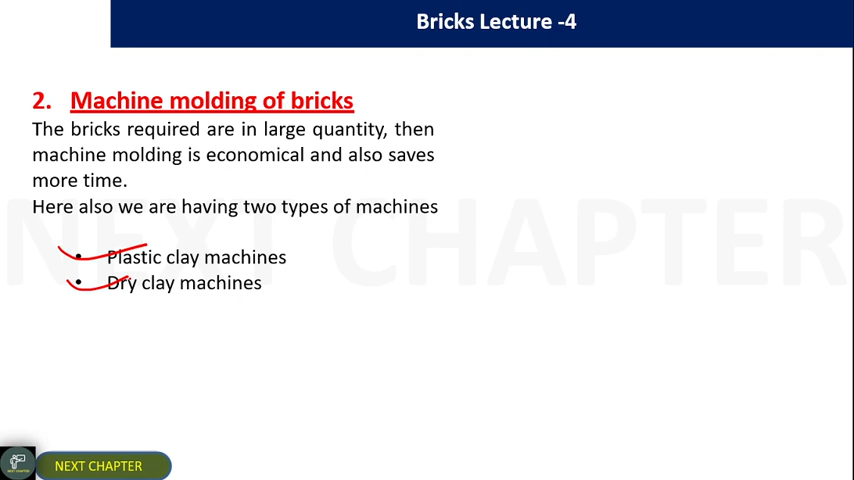 Bricks Lecture -4
2. Machine molding of bricks
The bricks required are in large quantity, then
machine molding is economical and also saves
more time.
Here also we are having two types of machines
• Plastic clay machines
• Dry clay machines
NEXT CHAPTER
NEXT CHAPTER
NEXT CHAPTER